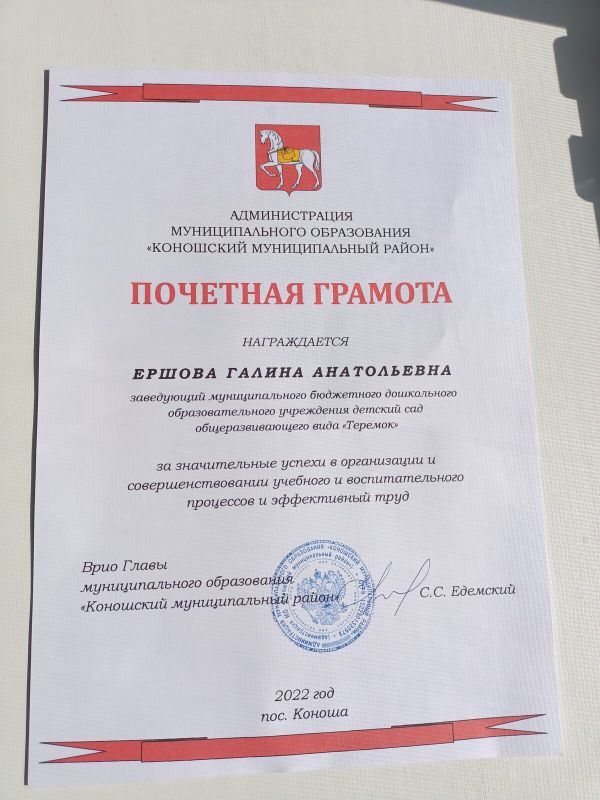 АДМИНИСТРАЦИЯ
МУНИЦИПАЛЬНОГО ОБРАЗОВАНИЯ
«КОНОШСКИЙ МУНИЦИПАЛЬНЫЙ РАЙОН»
ПОЧЕТНАЯ ГРАМОТА
НАГРАЖДАЕТСЯ
ЕРШОВА ГАЛИНА АНАТОЛЬЕВНА
заведующий муниципального бюджетного дошкольного
образовательного учреждения детский сад
общеразвивающего вида «Теремок»
за значительные успехи в организации и
совершенствовании учебного и воспитательного
процессов и эффективный труд
Врио Главы
муниципального образования
«Коношский муниципальный район»
С.С. Едемский
2022 год
пос. Коноша